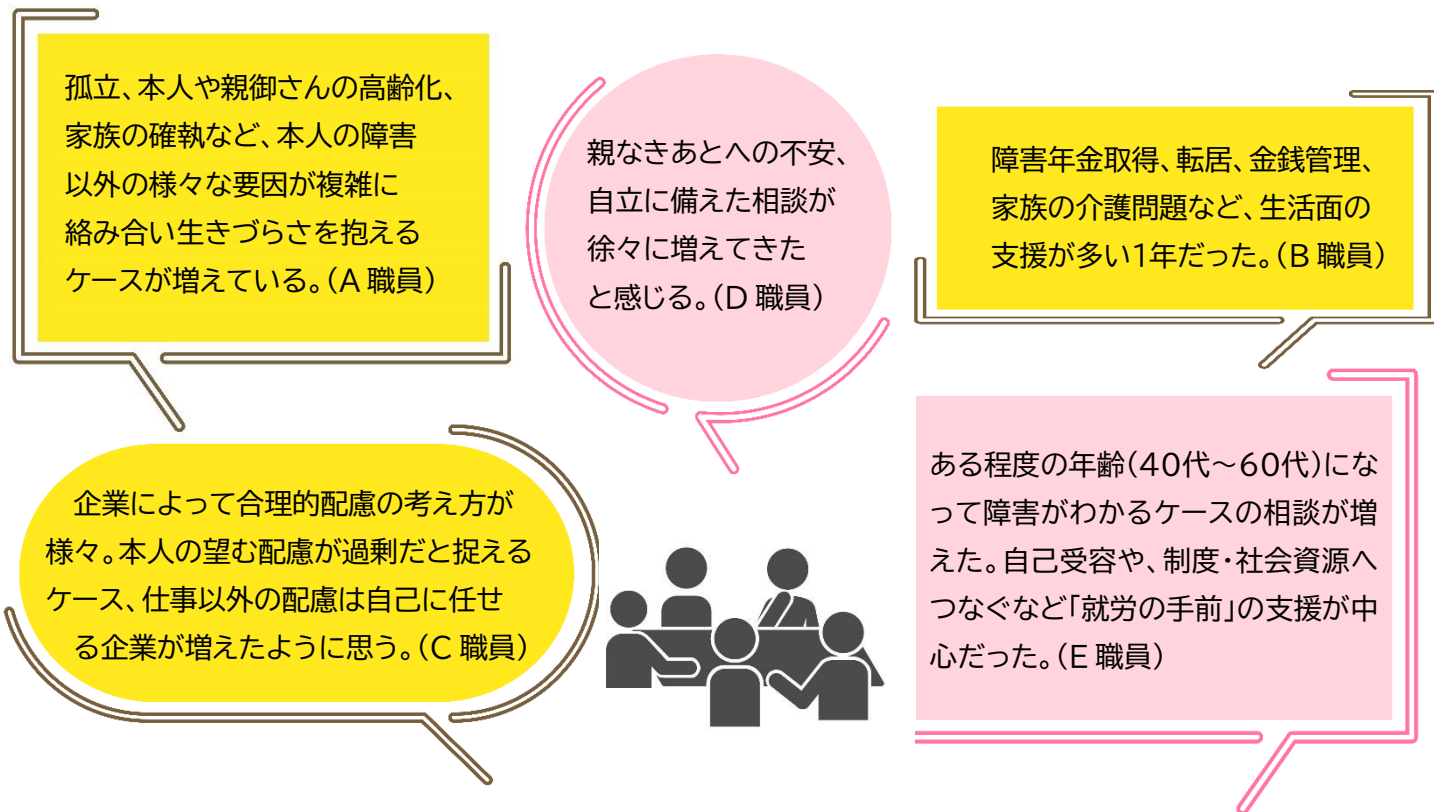 孤立、本人や親御さんの高齢化、
家族の確執など、本人の障害
以外の様々な要因が複雑に
絡み合い生きづらさを抱える
ケースが増えている。(A 職員)
親なきあとへの不安、
自立に備えた相談が
徐々に増えてきた
と感じる。(D 職員)
障害年金取得、転居、金銭管理、
家族の介護問題など、生活面の
支援が多い1年だった。(B 職員)
企業によって合理的配慮の考え方が
様々。本人の望む配慮が過剰だと捉える
ケース、仕事以外の配慮は自己に任せ
る企業が増えたように思う。(C 職員)
ある程度の年齢(40代～60代)にな
って障害がわかるケースの相談が増
えた。自己受容や、制度・社会資源へ
つなぐなど「就労の手前」の支援が中
心だった。(E 職員)